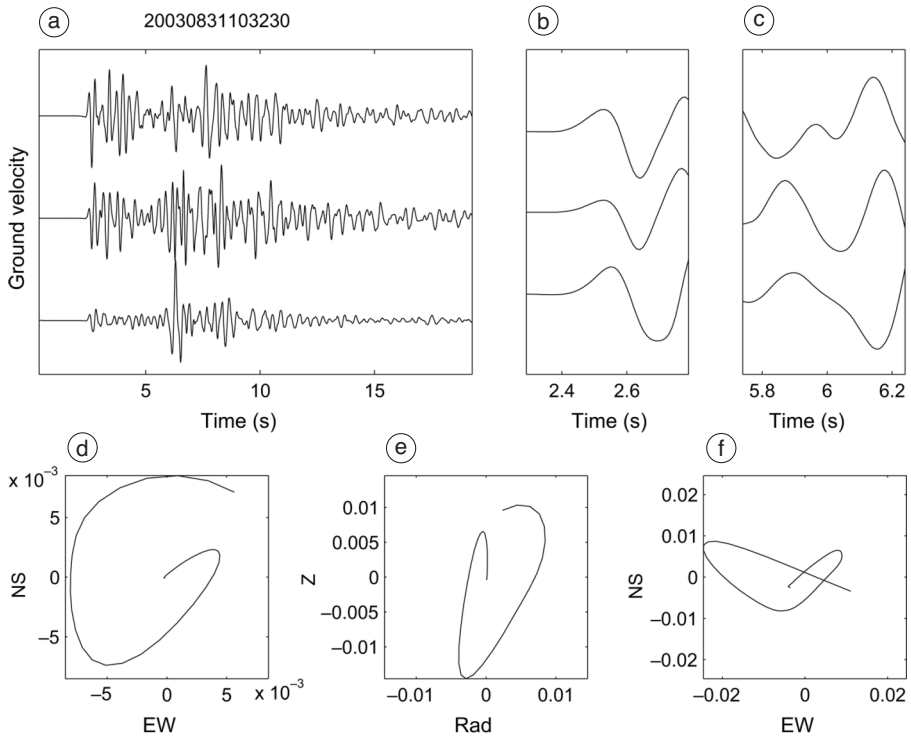 a 20030831103230 b c
Ground velocity
5 10 15
Time (s)
2.4 2.6
Time (s)
5.8 6 6.2
Time (s)
d
x 10⁻³
5
0
−5
NS
−5 0 5 x 10⁻³
EW
e
0.01
0.005
0
−0.005
−0.01
Z
−0.01 0 0.01
Rad
f
0.02
0.01
0
−0.01
−0.02
NS
−0.02 0 0.02
EW